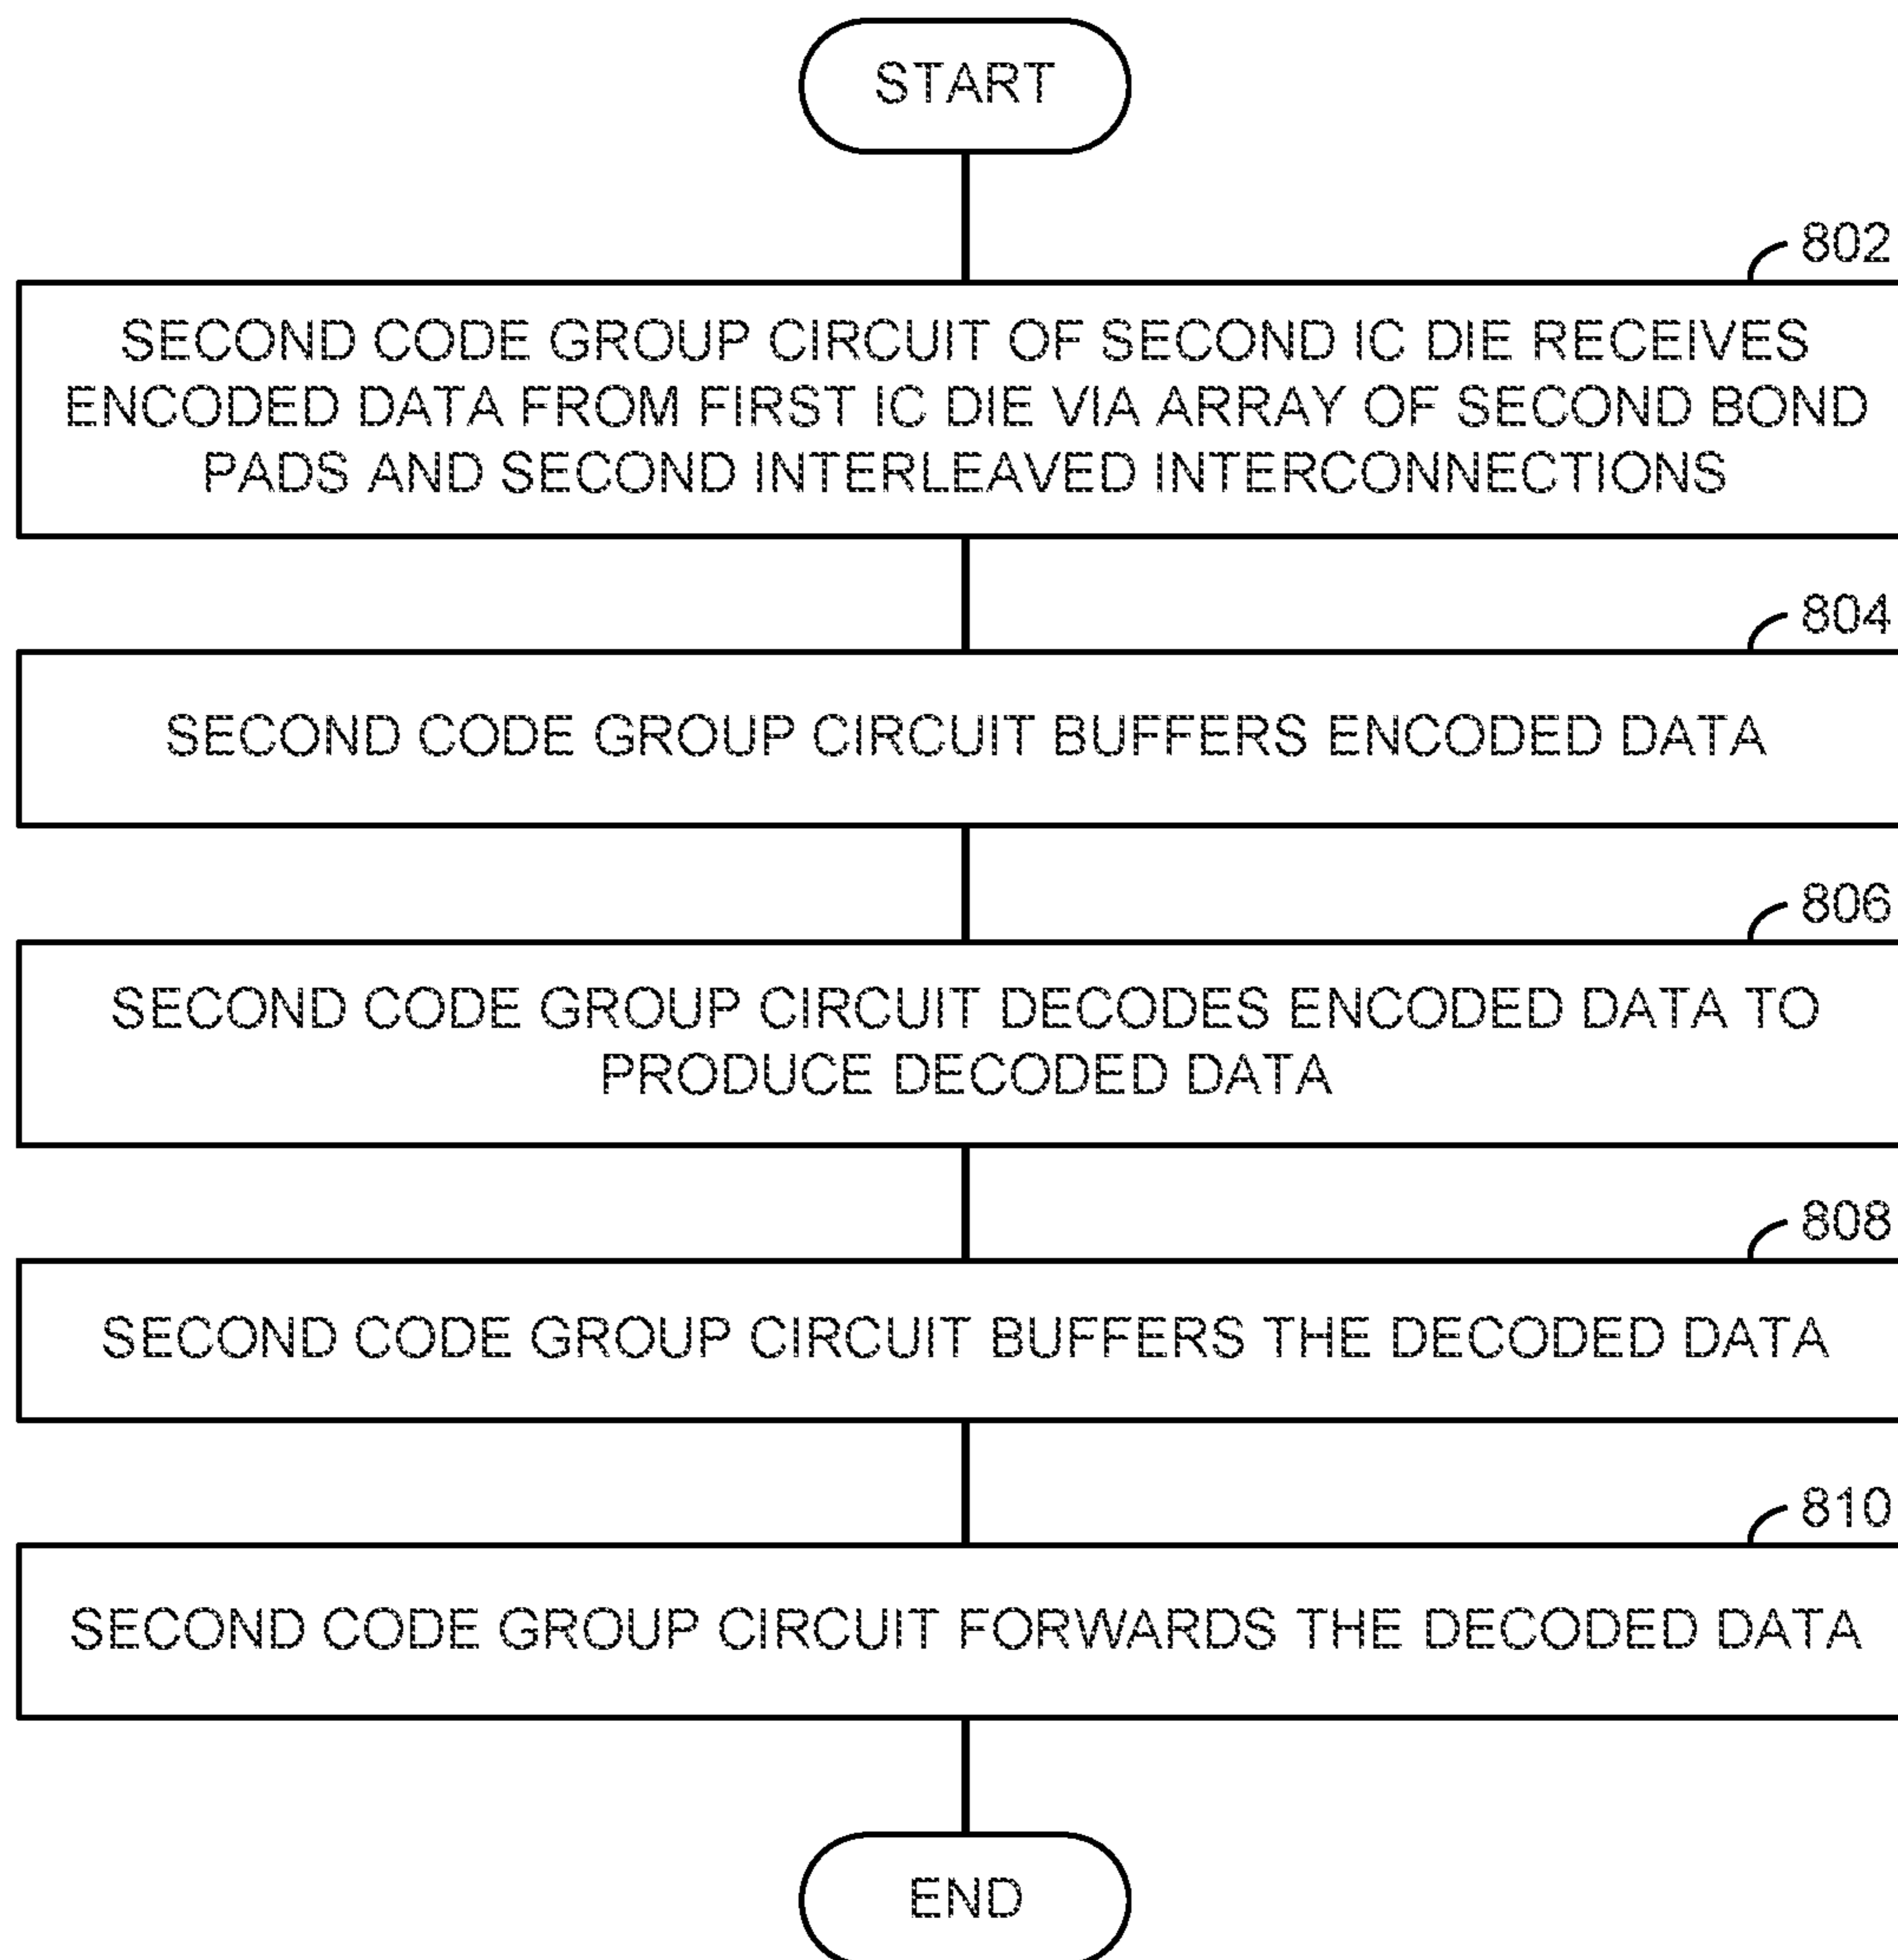 START
802
SECOND CODE GROUP CIRCUIT OF SECOND IC DIE RECEIVES
ENCODED DATA FROM FIRST IC DIE VIA ARRAY OF SECOND BOND
PADS AND SECOND INTERLEAVED INTERCONNECTIONS
804
SECOND CODE GROUP CIRCUIT BUFFERS ENCODED DATA
806
SECOND CODE GROUP CIRCUIT DECODES ENCODED DATA TO
PRODUCE DECODED DATA
808
SECOND CODE GROUP CIRCUIT BUFFERS THE DECODED DATA
810
SECOND CODE GROUP CIRCUIT FORWARDS THE DECODED DATA
END